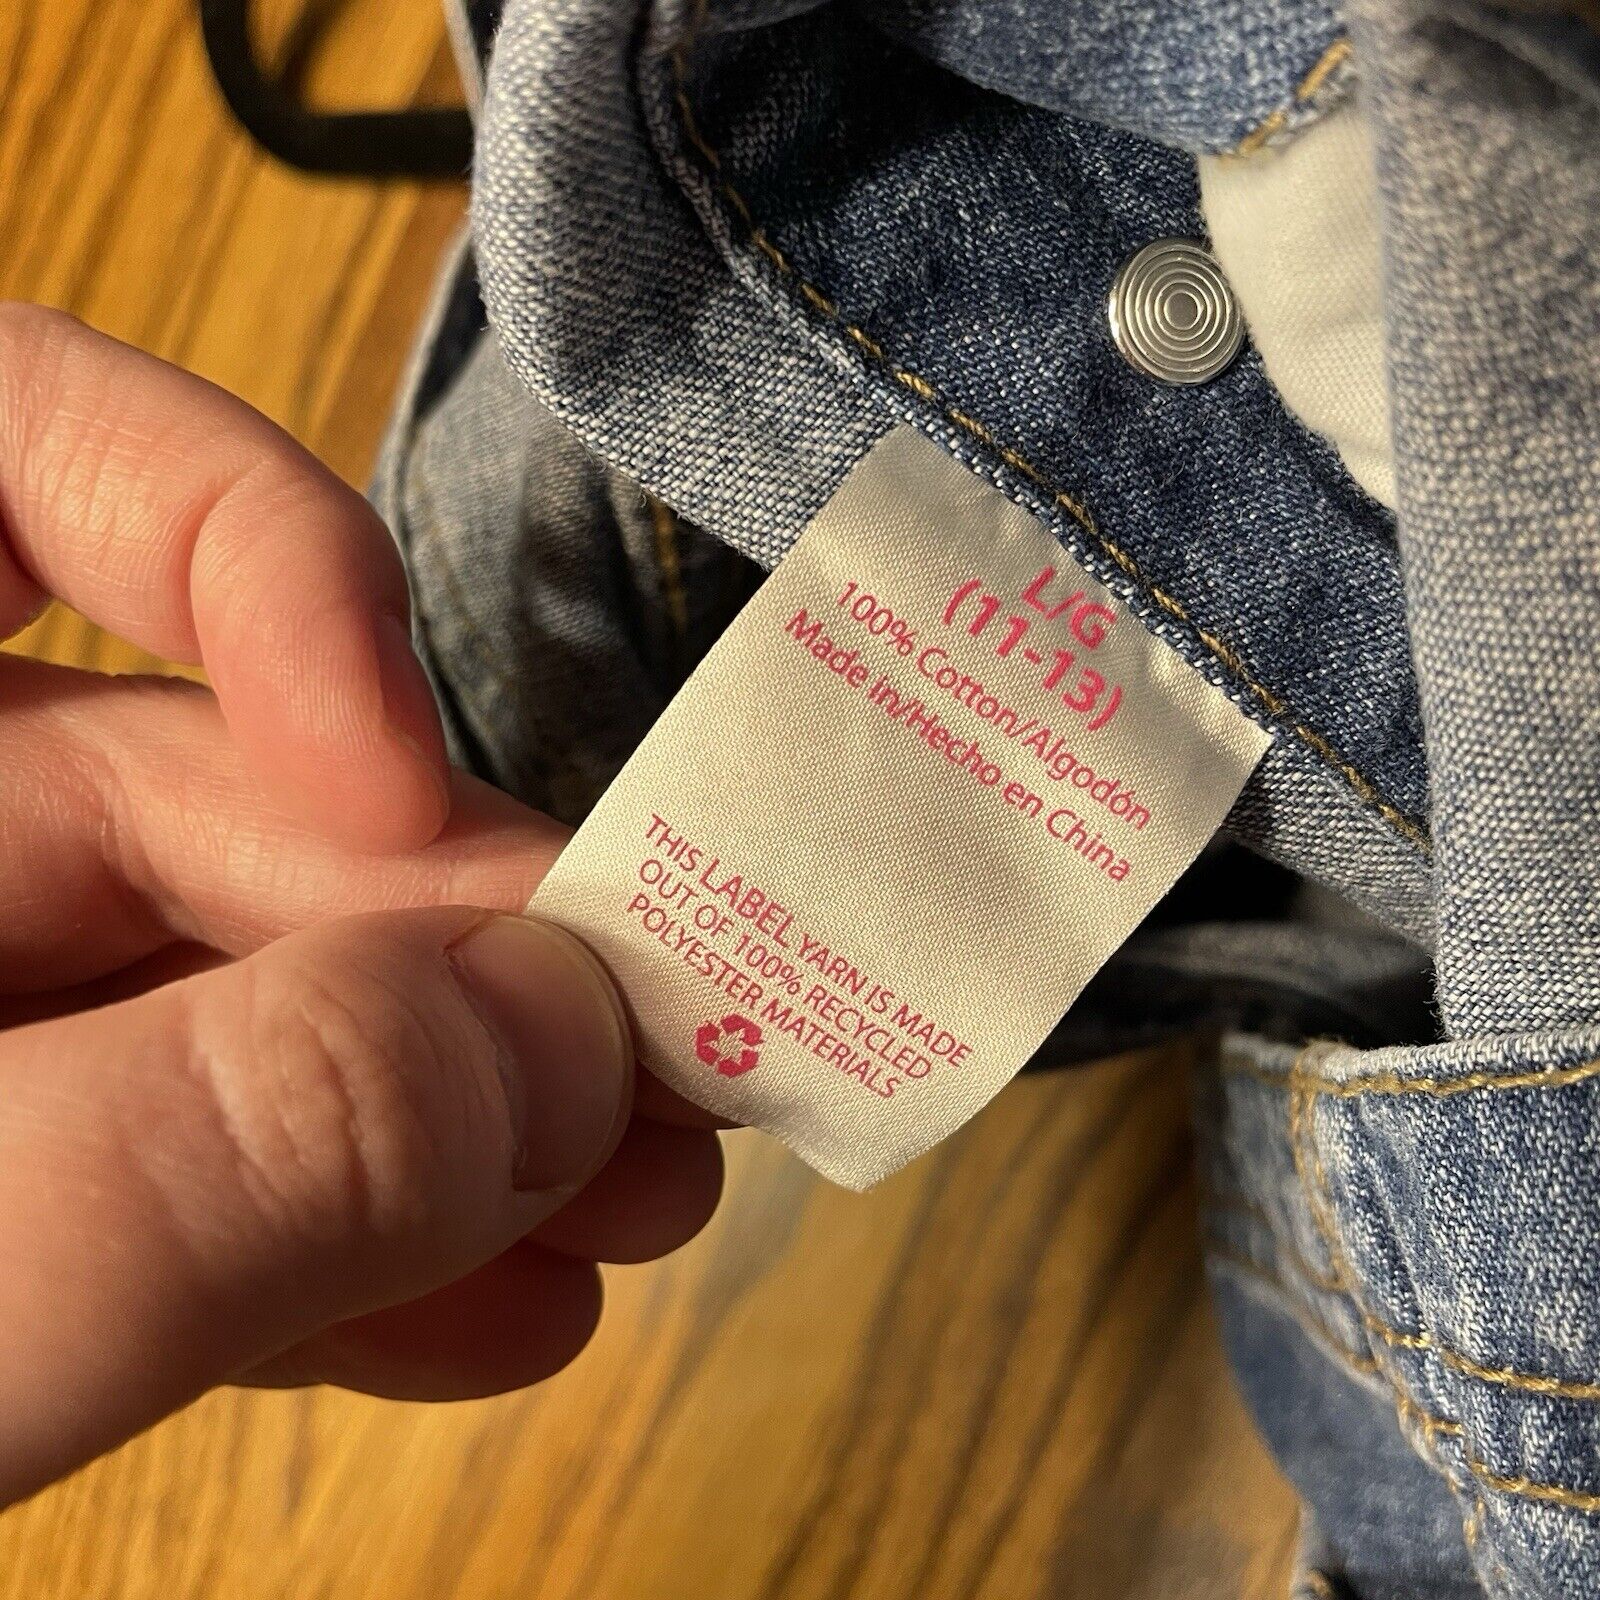 L/G
(11-13)
100% Cotton/Algodón
Made in/Hecho en China
THIS LABEL YARN IS MADE
OUT OF 100% RECYCLED
POLYESTER MATERIALS